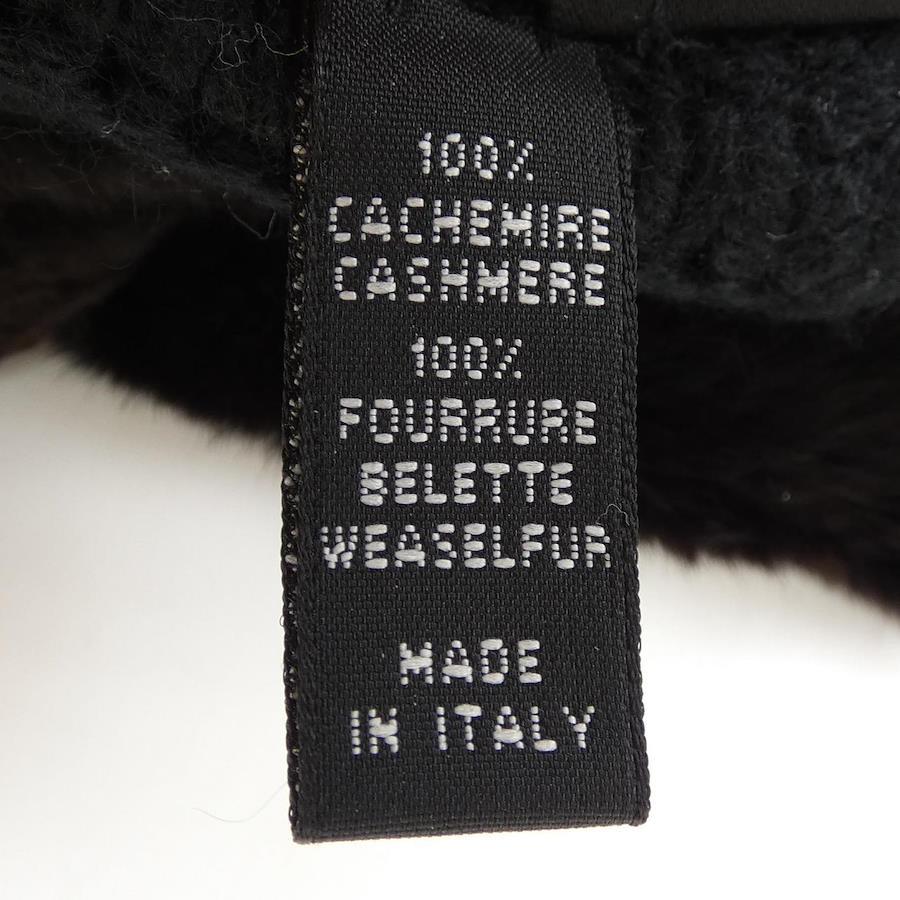 100%
CACHEMIRE
CASHMERE
100%
FOURRURE
BELETTE
WEASELFUR
MADE
IN ITALY